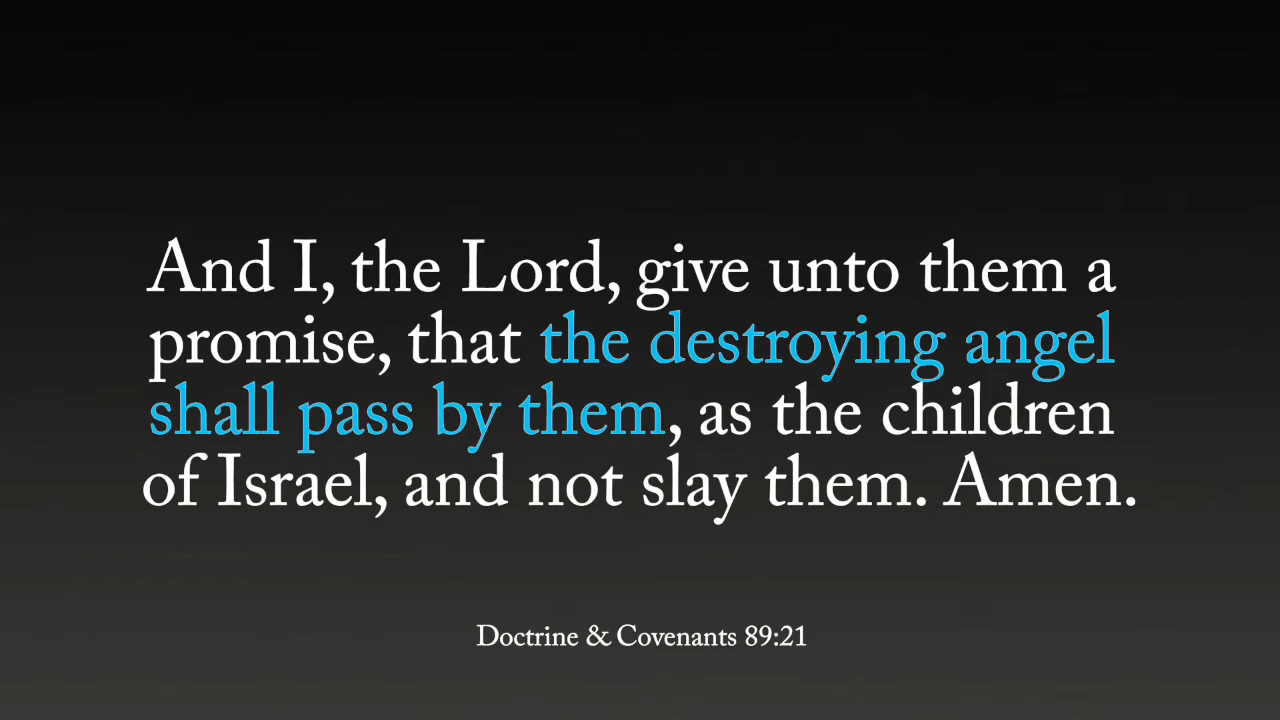 And I, the Lord, give unto them a
promise, that the destroying angel
shall pass by them, as the children
of Israel, and not slay them. Amen.
Doctrine & Covenants 89:21